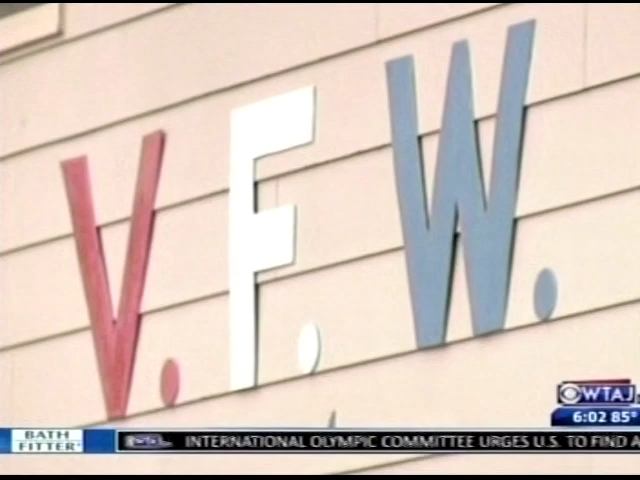 V. F. W.
WTAJ
6:02 85°
BATH
FITTER
INTERNATIONAL OLYMPIC COMMITTEE URGES U.S. TO FIND A